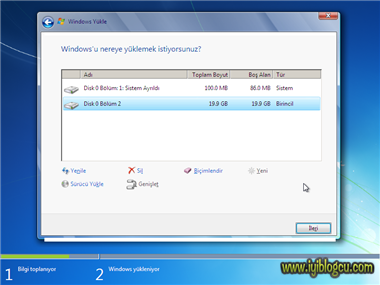 Windows Yükle
Windows'u nereye yüklemek istiyorsunuz?
Adı Toplam Boyut Boş Alan Tür
Disk 0 Bölüm 1: Sistem Ayrıldı 100.0 MB 86.0 MB Sistem
Disk 0 Bölüm 2 19.9 GB 19.9 GB Birincil
Yenile Sil Biçimlendir Yeni
Sürücü Yükle Genişlet
İleri
1 Bilgi toplanıyor 2 Windows yükleniyor
www.iyiblogcu.com